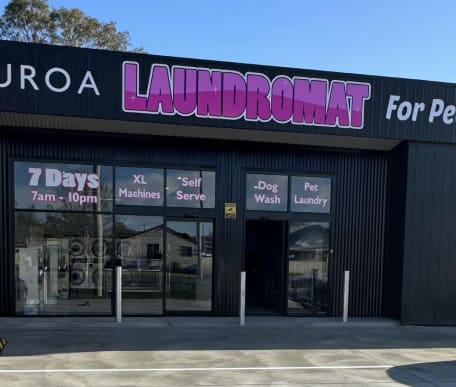 UROA LAUNDROMAT For Pe
7 Days
7am - 10pm
XL
Machines
Self
Serve
Dog
Wash
Pet
Laundry